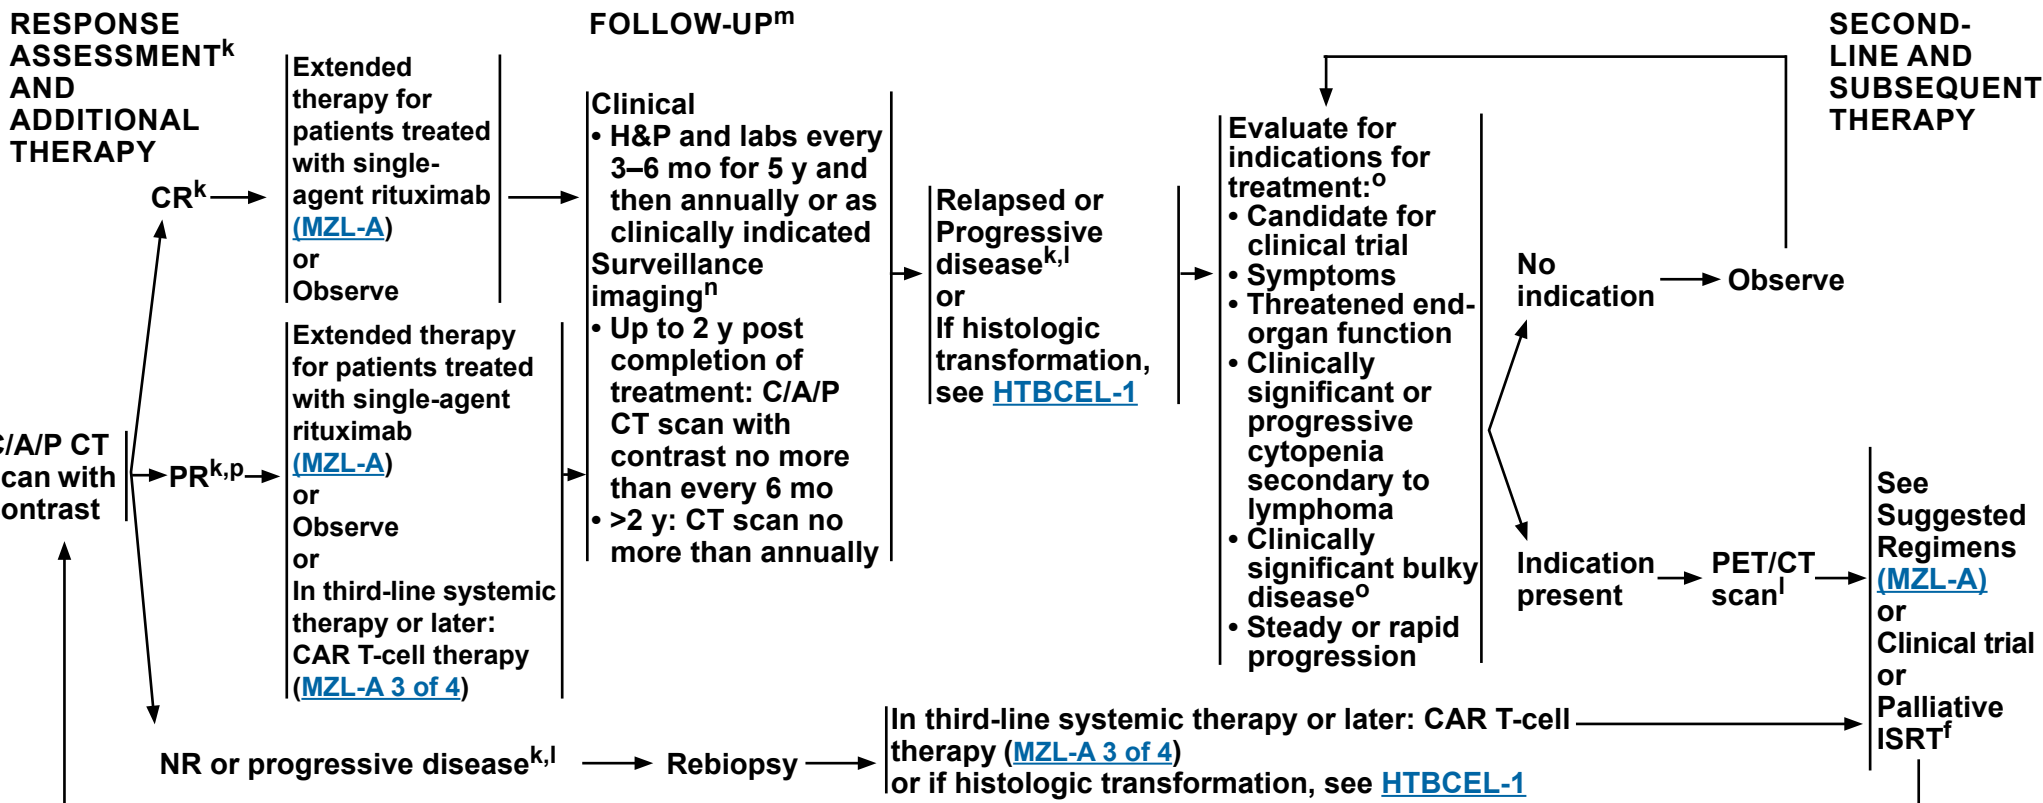 RESPONSE
ASSESSMENTk
AND
ADDITIONAL
THERAPY
FOLLOW-UPm
SECOND-
LINE AND
SUBSEQUENT
THERAPY
C/A/P CT
scan with
contrast
CRk
Extended
therapy for
patients treated
with single-
agent rituximab
(MZL-A)
or
Observe
PRk,p
Extended therapy
for patients treated
with single-agent
rituximab
(MZL-A)
or
Observe
or
In third-line systemic
therapy or later:
CAR T-cell therapy
(MZL-A 3 of 4)
Clinical
• H&P and labs every
3–6 mo for 5 y and
then annually or as
clinically indicated
Surveillance
imagingn
• Up to 2 y post
completion of
treatment: C/A/P
CT scan with
contrast no more
than every 6 mo
• >2 y: CT scan no
more than annually
Relapsed or
Progressive
diseasek,l
or
If histologic
transformation,
see HTBCEL-1
Evaluate for
indications for
treatment:o
• Candidate for
clinical trial
• Symptoms
• Threatened end-
organ function
• Clinically
significant or
progressive
cytopenia
secondary to
lymphoma
• Clinically
significant bulky
diseaseo
• Steady or rapid
progression
No
indication
Observe
Indication
present
PET/CT
scanl
See
Suggested
Regimens
(MZL-A)
or
Clinical trial
or
Palliative
ISRTf
NR or progressive diseasek,l
Rebiopsy
In third-line systemic therapy or later: CAR T-cell
therapy (MZL-A 3 of 4)
or if histologic transformation, see HTBCEL-1